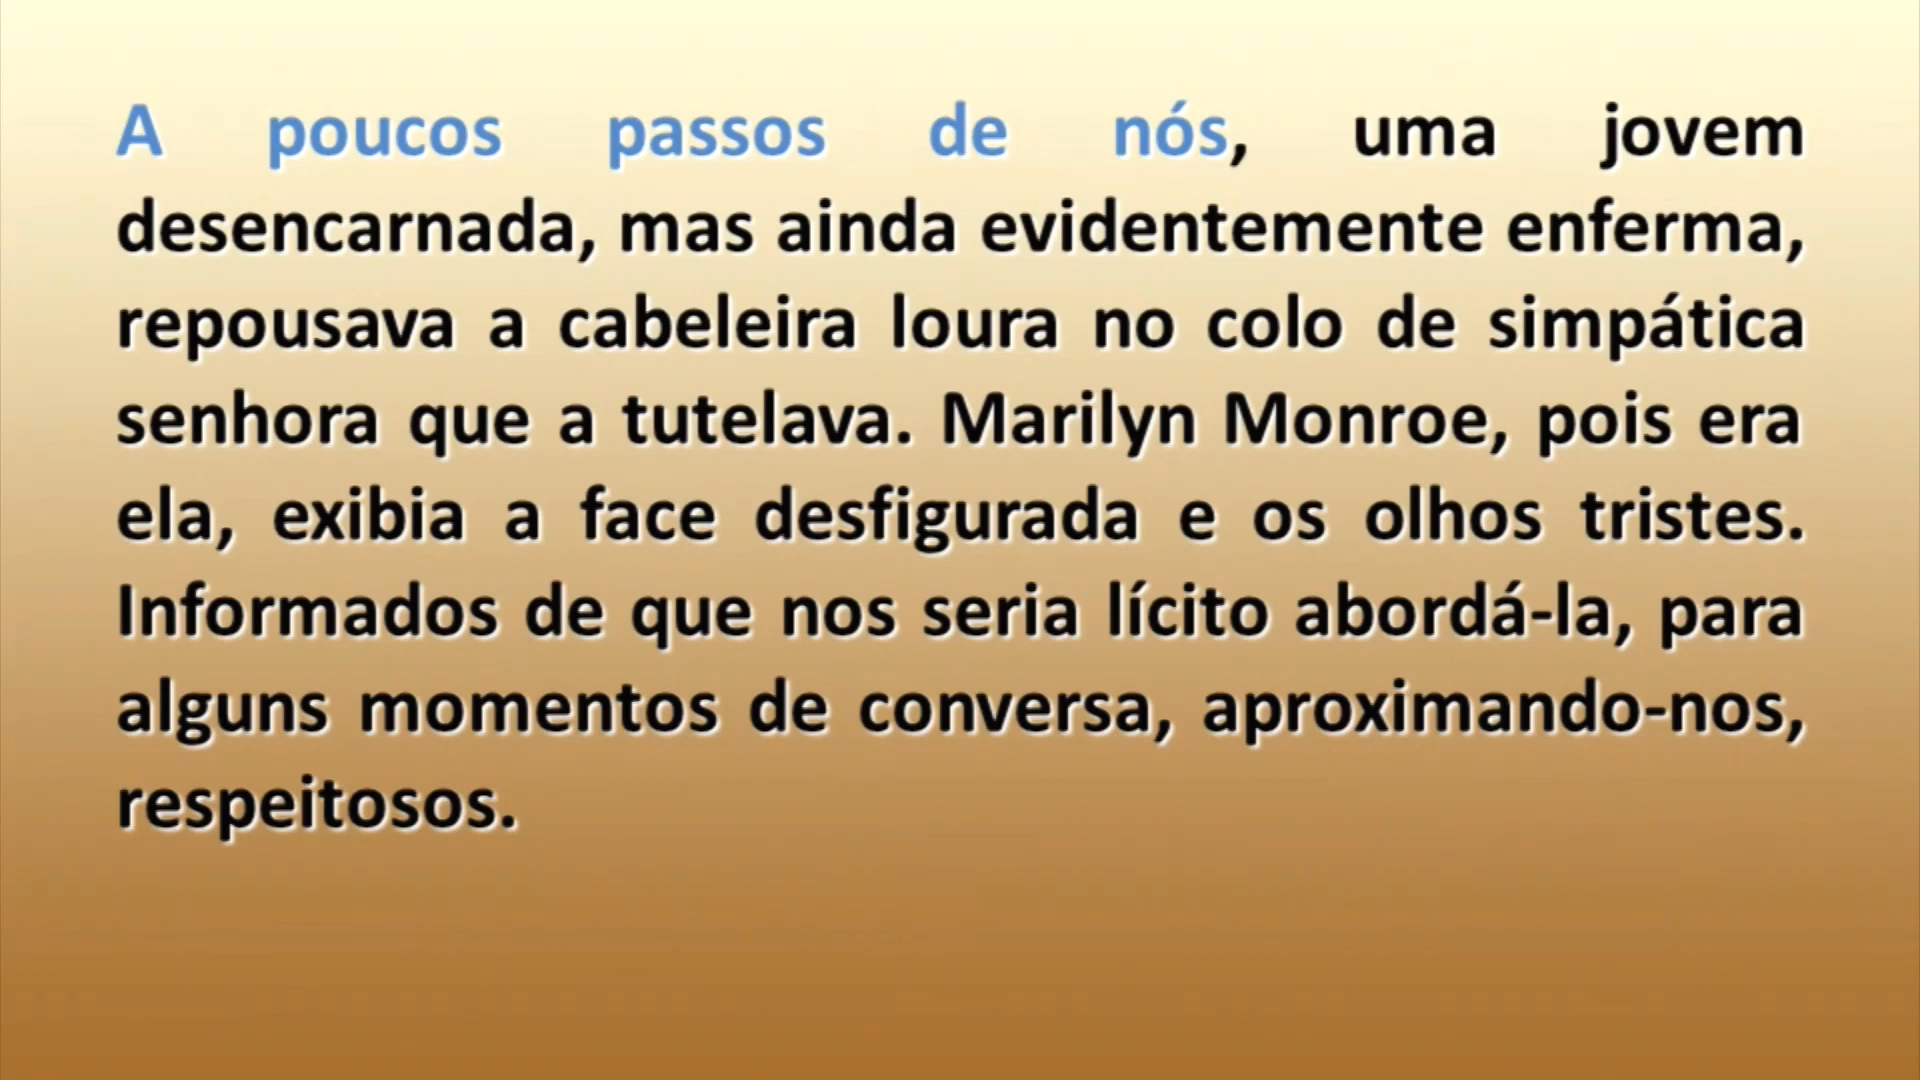 A poucos passos de nós, uma jovem
desencarnada, mas ainda evidentemente enferma,
repousava a cabeleira loura no colo de simpática
senhora que a tutelava. Marilyn Monroe, pois era
ela, exibia a face desfigurada e os olhos tristes.
Informados de que nos seria lícito abordá-la, para
alguns momentos de conversa, aproximando-nos,
respeitosos.